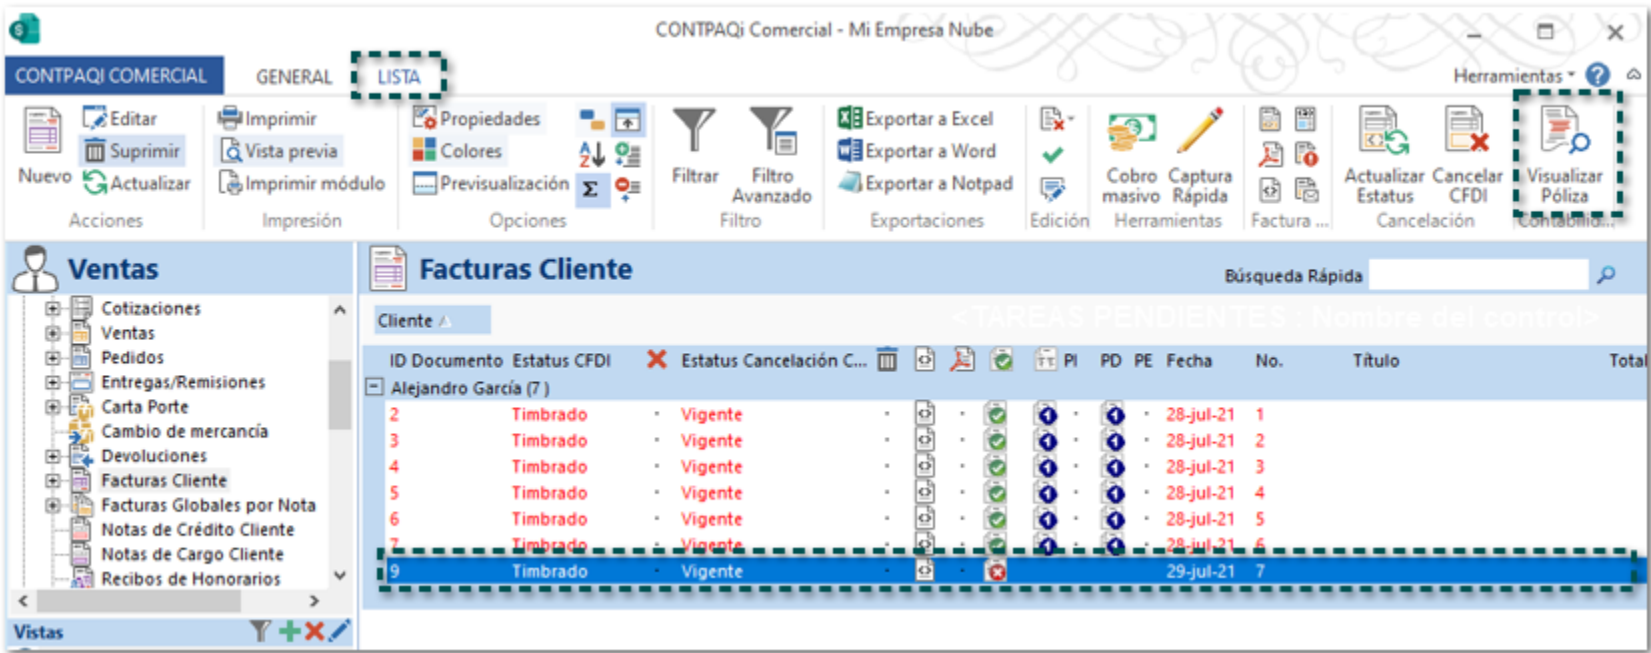 CONTPAQi Comercial - Mi Empresa Nube
CONTPAQI COMERCIAL GENERAL LISTA Herramientas
Nuevo
Editar
Suprimir
Actualizar
Acciones
Imprimir
Vista previa
Imprimir módulo
Impresión
Propiedades
Colores
Previsualización
Opciones
Filtrar
Filtro
Avanzado
Filtro
Exportar a Excel
Exportar a Word
Exportar a Notpad
Exportaciones
Edición
Cobro
masivo
Captura
Rápida
Herramientas
Factura ...
Actualizar
Estatus
Cancelar
CFDI
Cancelación
Visualizar
Póliza
Contabilid...
Ventas
Cotizaciones
Ventas
Pedidos
Entregas/Remisiones
Carta Porte
Cambio de mercancía
Devoluciones
Facturas Cliente
Facturas Globales por Nota
Notas de Crédito Cliente
Notas de Cargo Cliente
Recibos de Honorarios
Vistas
Facturas Cliente
Búsqueda Rápida
Cliente
<TAREAS PENDIENTES : Nombre del control>
ID Documento Estatus CFDI Estatus Cancelación C... PI PD PE Fecha No. Título Total
Alejandro García (7)
2 Timbrado Vigente 28-jul-21 1
3 Timbrado Vigente 28-jul-21 2
4 Timbrado Vigente 28-jul-21 3
5 Timbrado Vigente 28-jul-21 4
6 Timbrado Vigente 28-jul-21 5
7 Timbrado Vigente 28-jul-21 6
9 Timbrado Vigente 29-jul-21 7